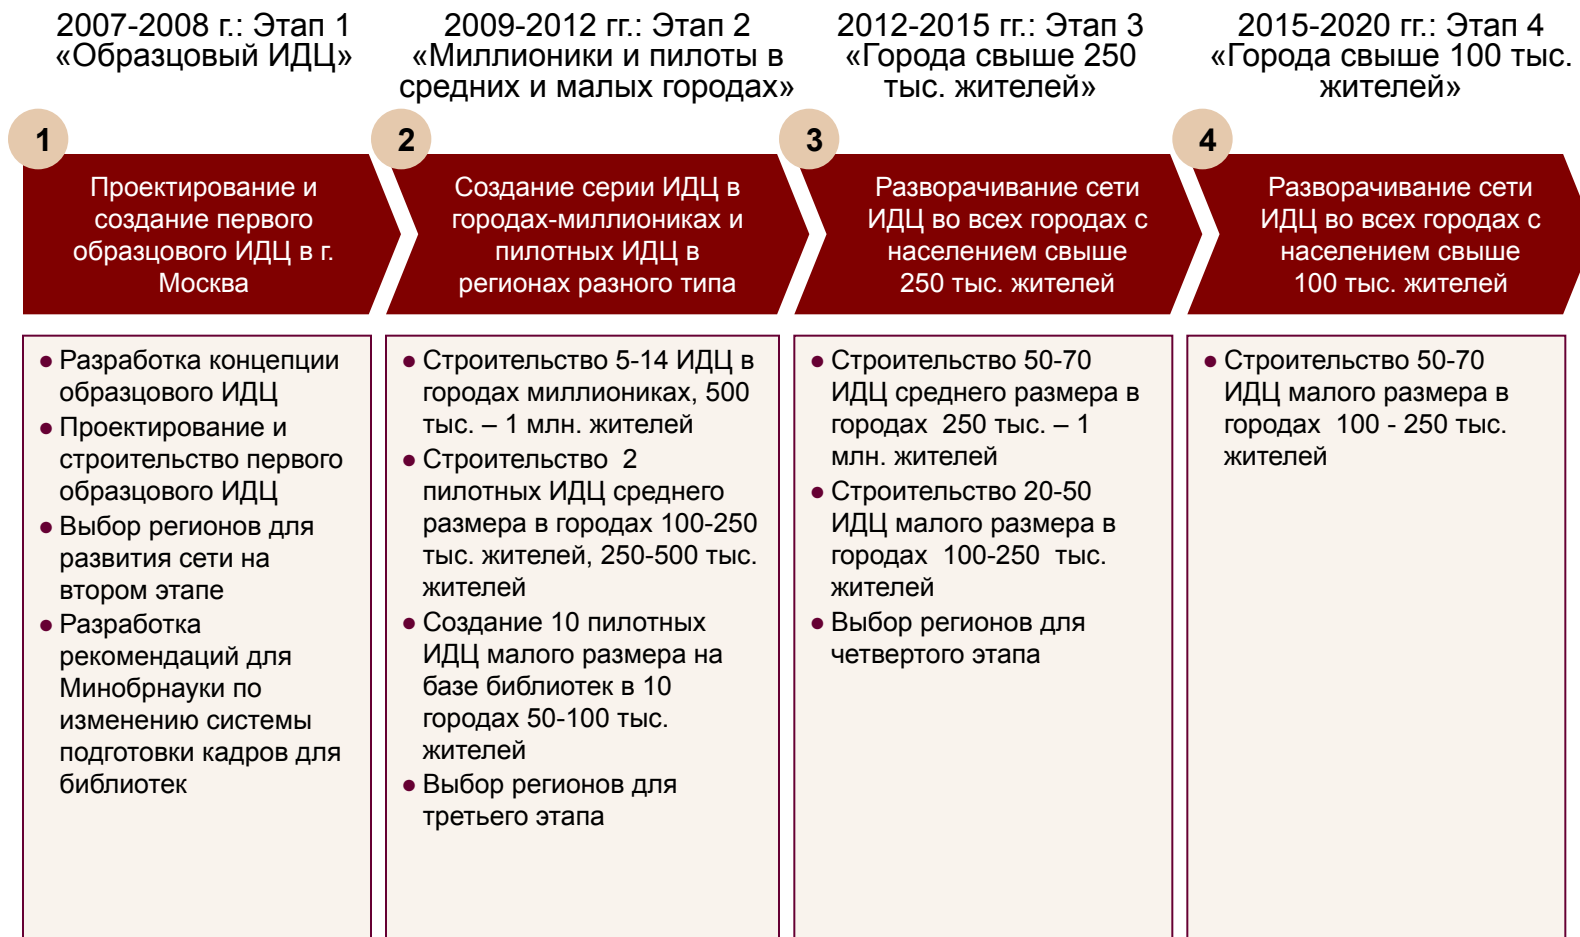 2007-2008 г.: Этап 1
«Образцовый ИДЦ»
2009-2012 гг.: Этап 2
«Миллионики и пилоты в
средних и малых городах»
2012-2015 гг.: Этап 3
«Города свыше 250
тыс. жителей»
2015-2020 гг.: Этап 4
«Города свыше 100 тыс.
жителей»
1
Проектирование и
создание первого
образцового ИДЦ в г.
Москва
2
Создание серии ИДЦ в
городах-миллиониках и
пилотных ИДЦ в
регионах разного типа
3
Разворачивание сети
ИДЦ во всех городах с
населением свыше
250 тыс. жителей
4
Разворачивание сети
ИДЦ во всех городах с
населением свыше
100 тыс. жителей
● Разработка концепции
образцового ИДЦ
● Проектирование и
строительство первого
образцового ИДЦ
● Выбор регионов для
развития сети на
втором этапе
● Разработка
рекомендаций для
Минобрнауки по
изменению системы
подготовки кадров для
библиотек
● Строительство 5-14 ИДЦ в
городах миллиониках, 500
тыс. – 1 млн. жителей
● Строительство 2
пилотных ИДЦ среднего
размера в городах 100-250
тыс. жителей, 250-500 тыс.
жителей
● Создание 10 пилотных
ИДЦ малого размера на
базе библиотек в 10
городах 50-100 тыс.
жителей
● Выбор регионов для
третьего этапа
● Строительство 50-70
ИДЦ среднего размера в
городах 250 тыс. – 1
млн. жителей
● Строительство 20-50
ИДЦ малого размера в
городах 100-250 тыс.
жителей
● Выбор регионов для
четвертого этапа
● Строительство 50-70
ИДЦ малого размера в
городах 100 - 250 тыс.
жителей